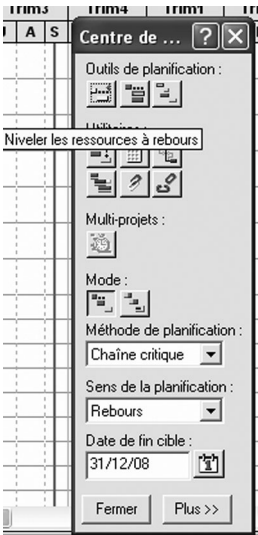 Trim3 Trim4 Trim1
A S
Centre de ... ? X
Outils de planification :
Niveler les ressources à rebours
Multi-projets :
Mode :
Méthode de planification :
Chaîne critique
Sens de la planification :
Rebours
Date de fin cible :
31/12/08
Fermer Plus >>